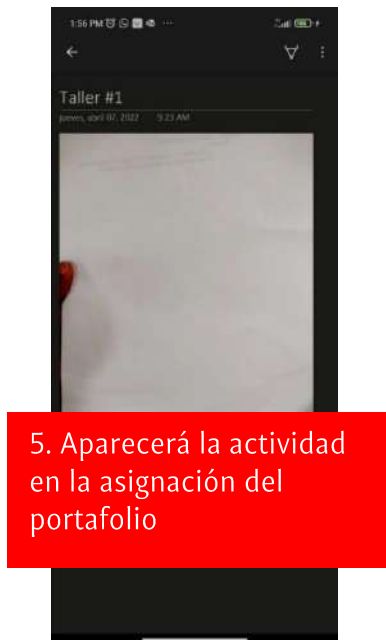 1:56 PM
Taller #1
jueves, abril 07, 2022 9:23 AM
5. Aparecerá la actividad
en la asignación del
portafolio